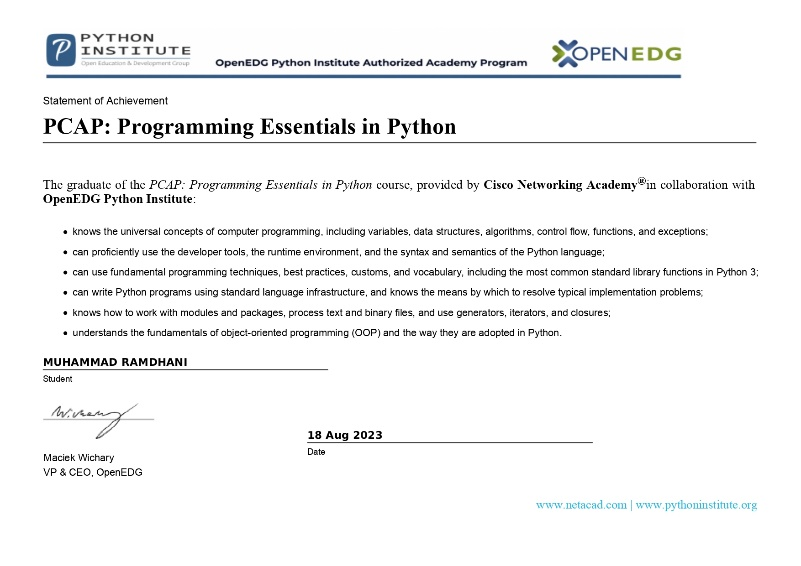 PYTHON
INSTITUTE
Open Education & Development Group
OpenEDG Python Institute Authorized Academy Program
OPENEDG
Statement of Achievement
PCAP: Programming Essentials in Python
The graduate of the PCAP: Programming Essentials in Python course, provided by Cisco Networking Academy®in collaboration with
OpenEDG Python Institute:
• knows the universal concepts of computer programming, including variables, data structures, algorithms, control flow, functions, and exceptions;
• can proficiently use the developer tools, the runtime environment, and the syntax and semantics of the Python language;
• can use fundamental programming techniques, best practices, customs, and vocabulary, including the most common standard library functions in Python 3;
• can write Python programs using standard language infrastructure, and knows the means by which to resolve typical implementation problems;
• knows how to work with modules and packages, process text and binary files, and use generators, iterators, and closures;
• understands the fundamentals of object-oriented programming (OOP) and the way they are adopted in Python.
MUHAMMAD RAMDHANI
Student
18 Aug 2023
Date
Maciek Wichary
VP & CEO, OpenEDG
www.netacad.com | www.pythoninstitute.org